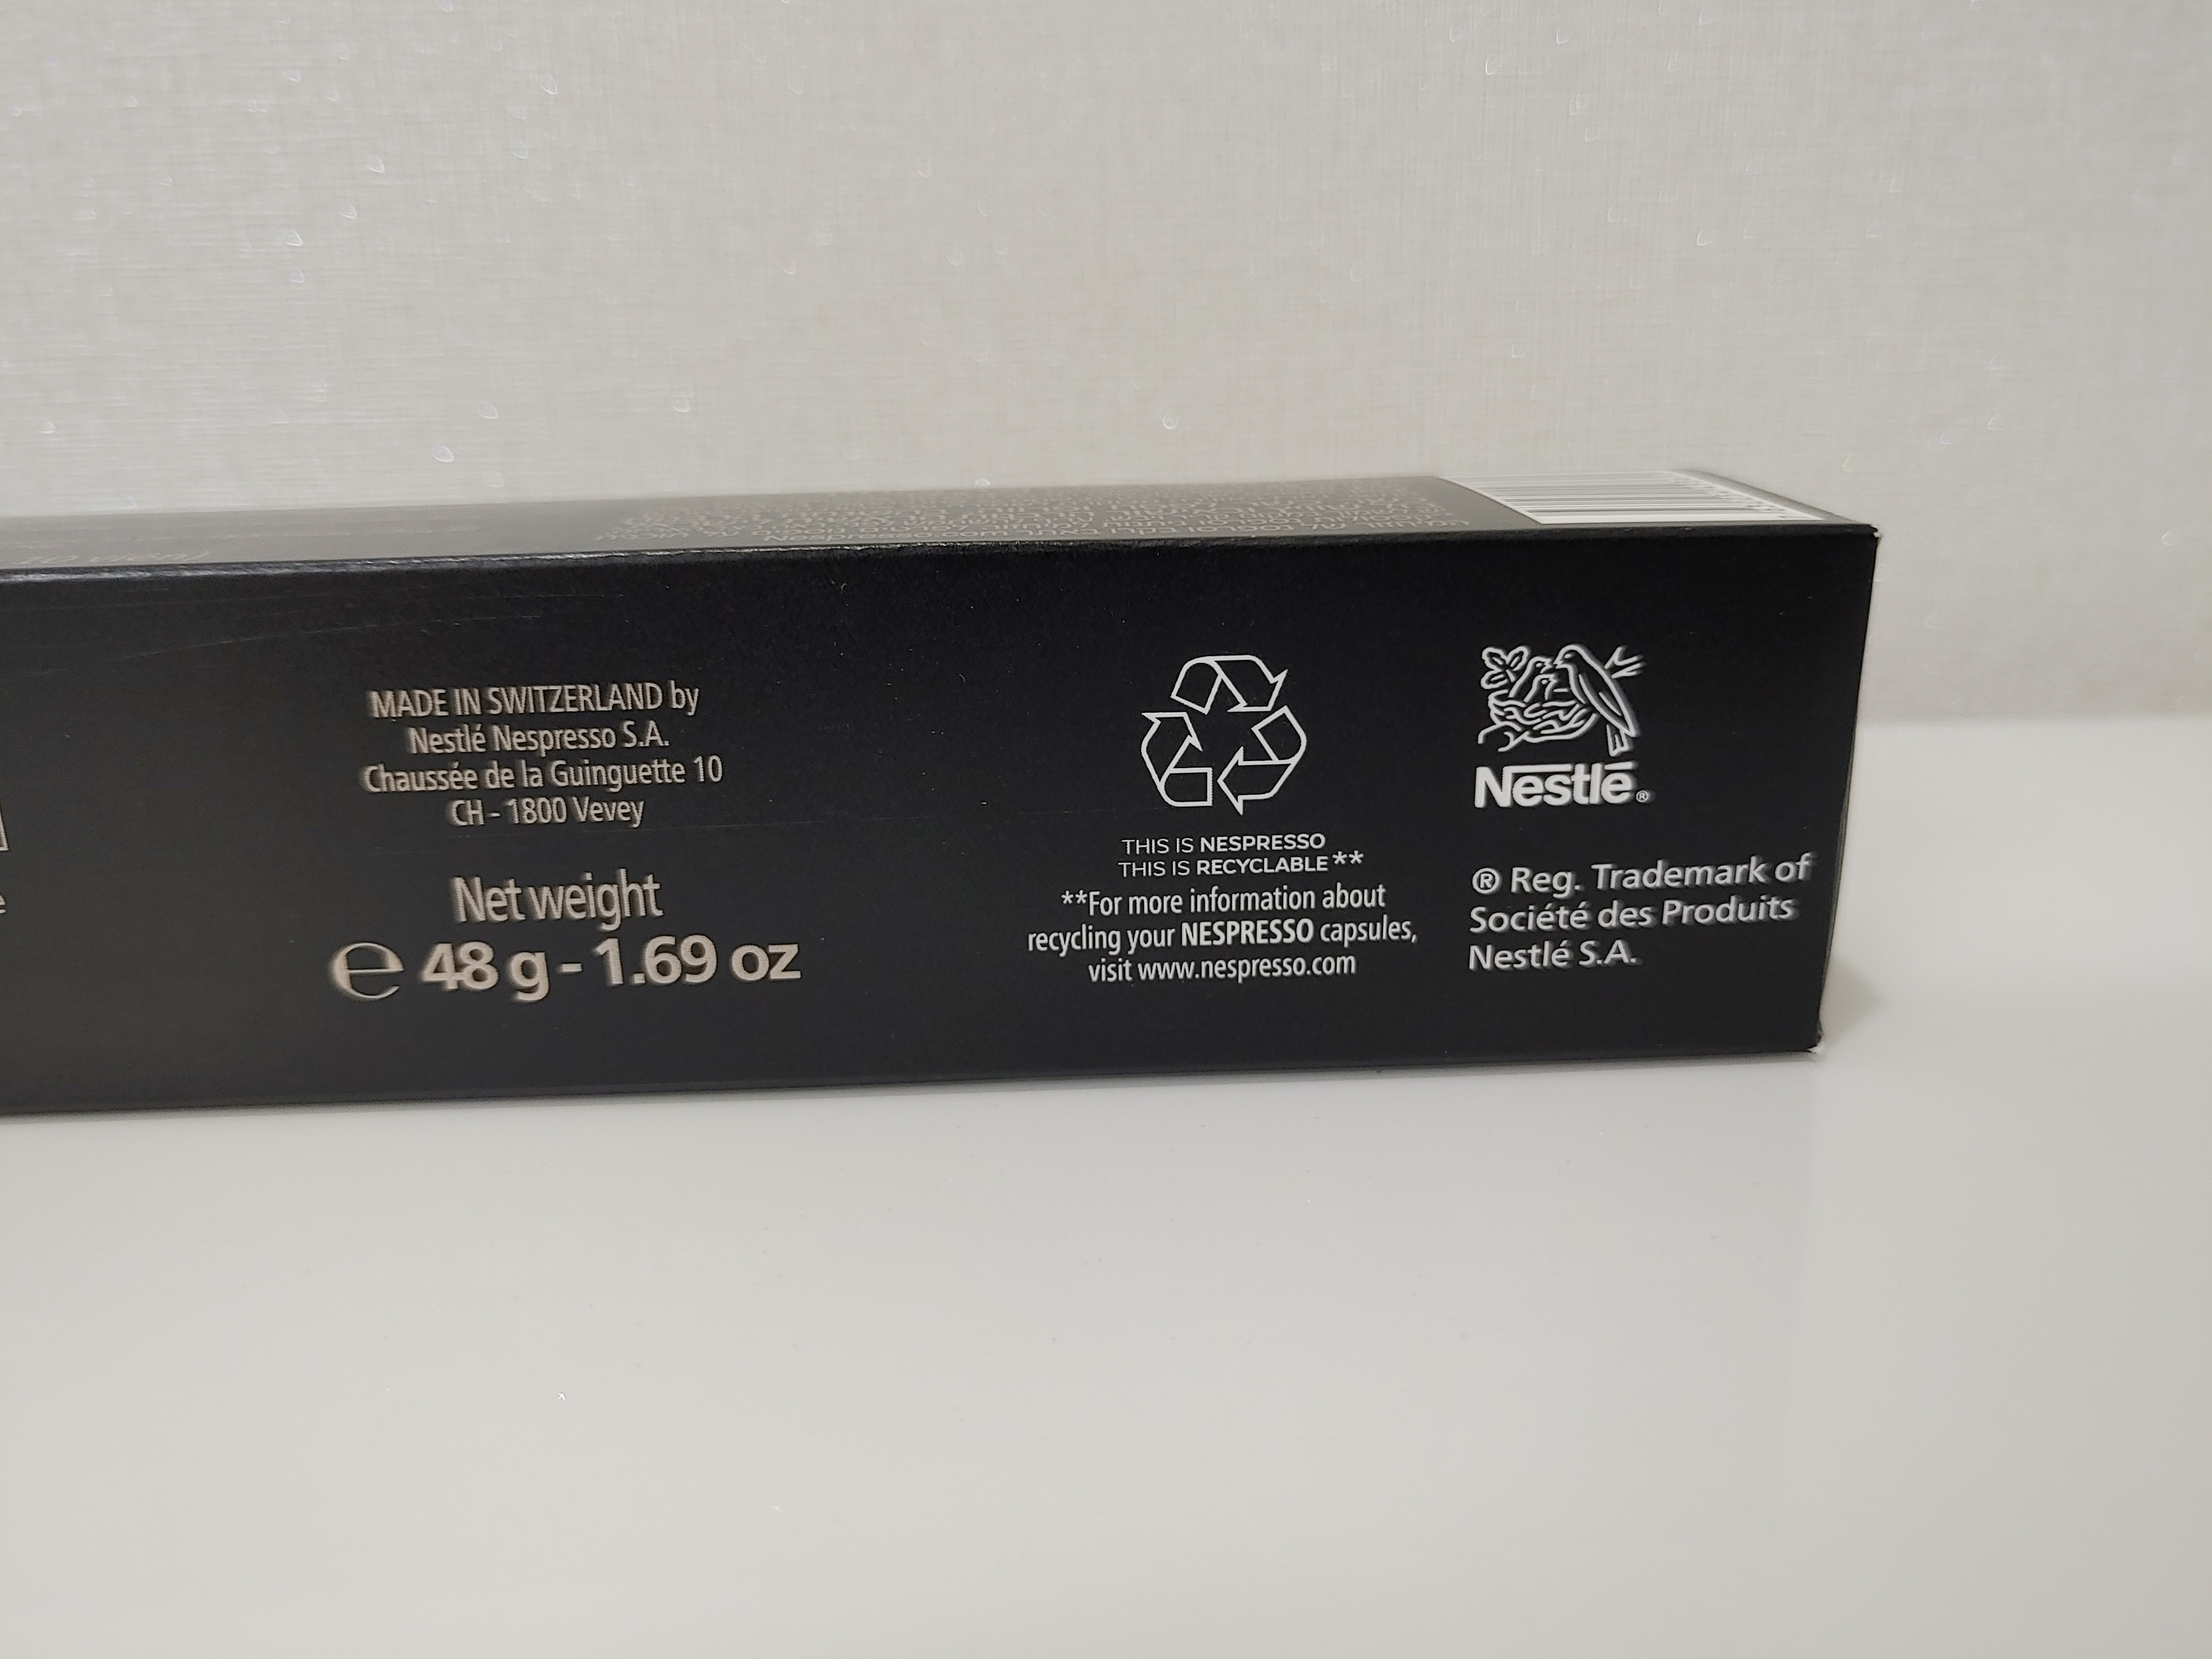 MADE IN SWITZERLAND by
Nestlé Nespresso S.A.
Chaussée de la Guinguette 10
CH - 1800 Vevey
Net weight
℮ 48 g - 1.69 oz
THIS IS NESPRESSO
THIS IS RECYCLABLE**
**For more information about
recycling your NESPRESSO capsules,
visit www.nespresso.com
Nestlé®
® Reg. Trademark of
Société des Produits
Nestlé S.A.